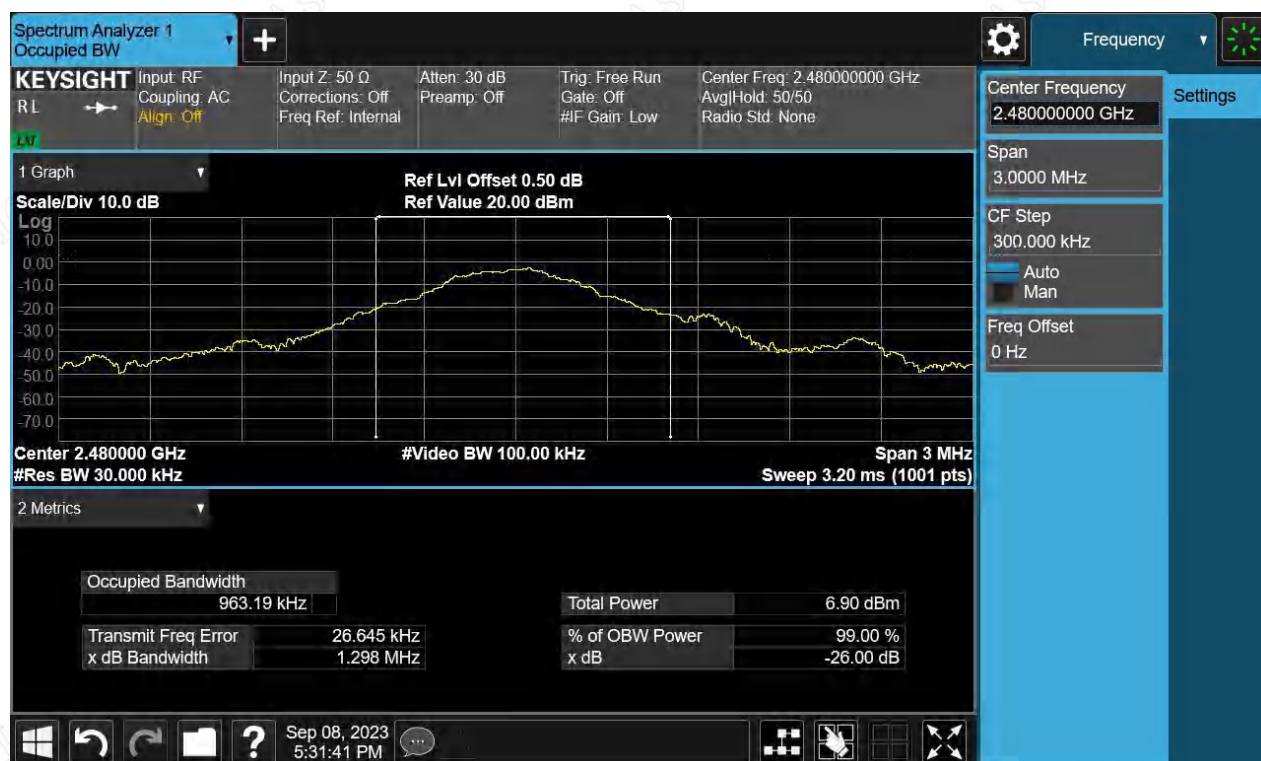 Spectrum Analyzer 1
Occupied BW
Frequency
KEYSIGHT
R L
Input: RF
Coupling: AC
Align: Off
Input Z: 50 Ω
Corrections: Off
Freq Ref: Internal
Atten: 30 dB
Preamp: Off
Trig: Free Run
Gate: Off
#IF Gain: Low
Center Freq: 2.480000000 GHz
Avg|Hold: 50/50
Radio Std: None
Center Frequency
2.480000000 GHz
Settings
Span
3.0000 MHz
CF Step
300.000 kHz
Auto
Man
Freq Offset
0 Hz
1 Graph
Scale/Div 10.0 dB
Ref Lvl Offset 0.50 dB
Ref Value 20.00 dBm
Log
10.0
0.00
-10.0
-20.0
-30.0
-40.0
-50.0
-60.0
-70.0
Center 2.480000 GHz
#Video BW 100.00 kHz
Span 3 MHz
#Res BW 30.000 kHz
Sweep 3.20 ms (1001 pts)
2 Metrics
Occupied Bandwidth
963.19 kHz
Total Power 6.90 dBm
Transmit Freq Error 26.645 kHz
% of OBW Power 99.00 %
x dB Bandwidth 1.298 MHz
x dB -26.00 dB
Sep 08, 2023
5:31:41 PM